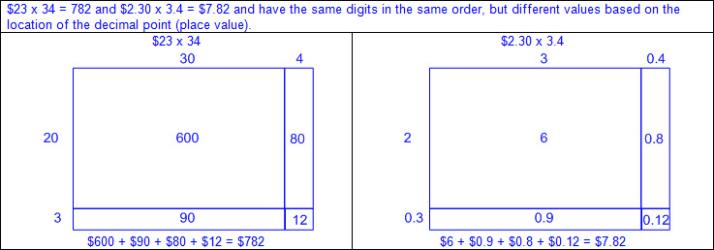 $23 x 34 = 782 and $2.30 x 3.4 = $7.82 and have the same digits in the same order, but different values based on the
location of the decimal point (place value).
$23 x 34
30 4
20 600 80
3 90 12
$600 + $90 + $80 + $12 = $782
$2.30 x 3.4
3 0.4
2 6 0.8
0.3 0.9 0.12
$6 + $0.9 + $0.8 + $0.12 = $7.82